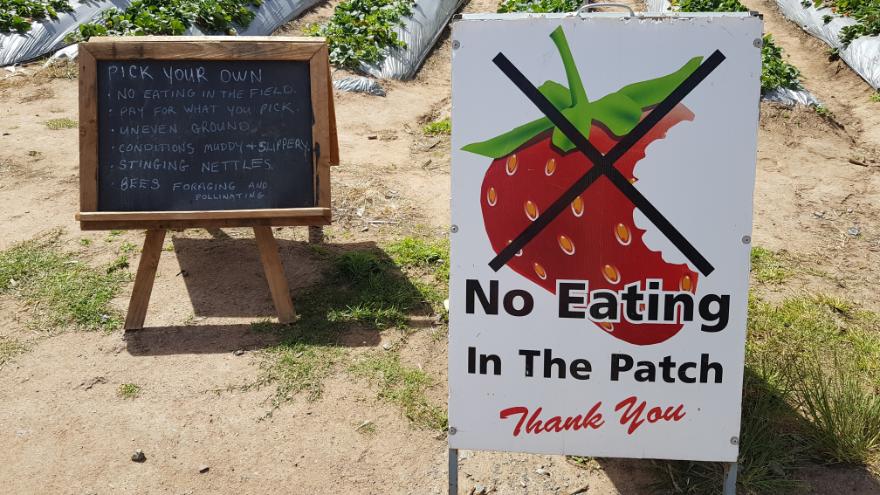 PICK YOUR OWN
· NO EATING IN THE FIELD.
· PAY FOR WHAT YOU PICK.
· UNEVEN GROUND.
· CONDITIONS MUDDY + SLIPPERY.
· STINGING NETTLES.
· BEES FORAGING AND
POLLINATING
No Eating
In The Patch
Thank You